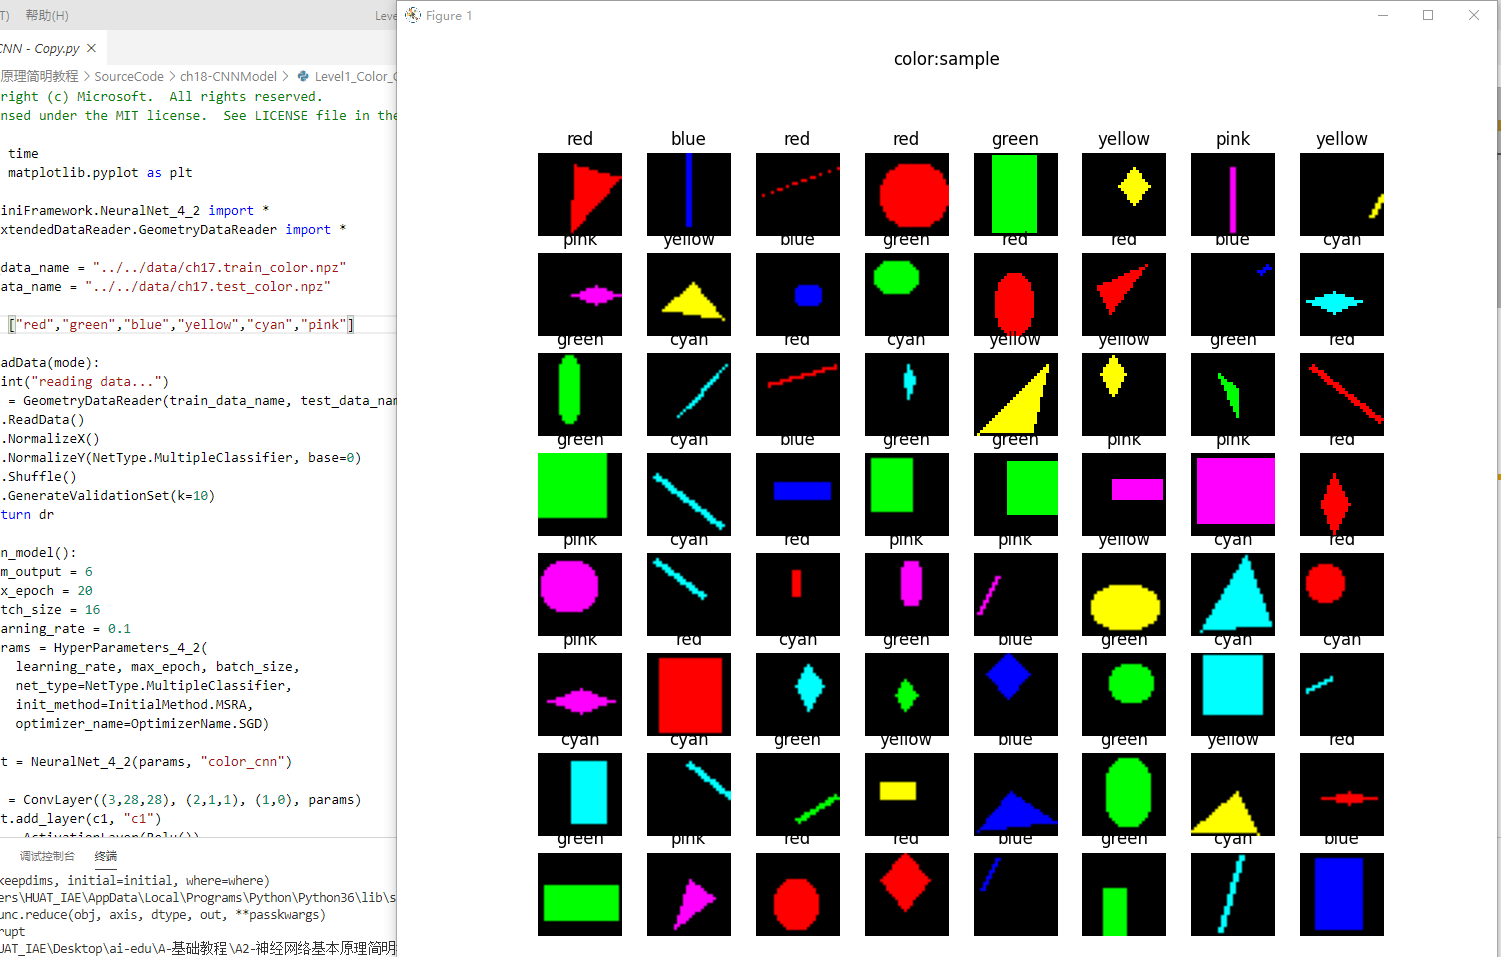 T) 帮助(H)
Leve
CNN - Copy.py
原理简明教程 > SourceCode > ch18-CNNModel > Level1_Color_C
right (c) Microsoft.  All rights reserved.
nsed under the MIT license.  See LICENSE file in the
time
matplotlib.pyplot as plt
iniFramework.NeuralNet_4_2 import *
xtendedDataReader.GeometryDataReader import *
data_name = "../../data/ch17.train_color.npz"
ata_name = "../../data/ch17.test_color.npz"
["red","green","blue","yellow","cyan","pink"]
adData(mode):
int("reading data...")
= GeometryDataReader(train_data_name, test_data_nam
.ReadData()
.NormalizeX()
.NormalizeY(NetType.MultipleClassifier, base=0)
.Shuffle()
.GenerateValidationSet(k=10)
turn dr
n_model():
m_output = 6
x_epoch = 20
tch_size = 16
arning_rate = 0.1
rams = HyperParameters_4_2(
learning_rate, max_epoch, batch_size,
net_type=NetType.MultipleClassifier,
init_method=InitialMethod.MSRA,
optimizer_name=OptimizerName.SGD)
t = NeuralNet_4_2(params, "color_cnn")
= ConvLayer((3,28,28), (2,1,1), (1,0), params)
t.add_layer(c1, "c1")
ActivationLayer(Relu())
调试控制台 终端
keepdims, initial=initial, where=where)
ers\HUAT_IAE\AppData\Local\Programs\Python\Python36\lib\s
unc.reduce(obj, axis, dtype, out, **passkwargs)
rupt
UAT_IAE\Desktop\ai-edu\A-基础教程\A2-神经网络基本原理简明
Figure 1
color:sample
red blue red red green yellow pink yellow
pink yellow blue green red red blue cyan
green cyan red cyan yellow yellow green red
green cyan blue green green pink pink red
pink cyan red pink pink yellow cyan red
pink red cyan green blue green cyan cyan
cyan cyan green yellow blue green yellow red
green pink red red blue green cyan blue